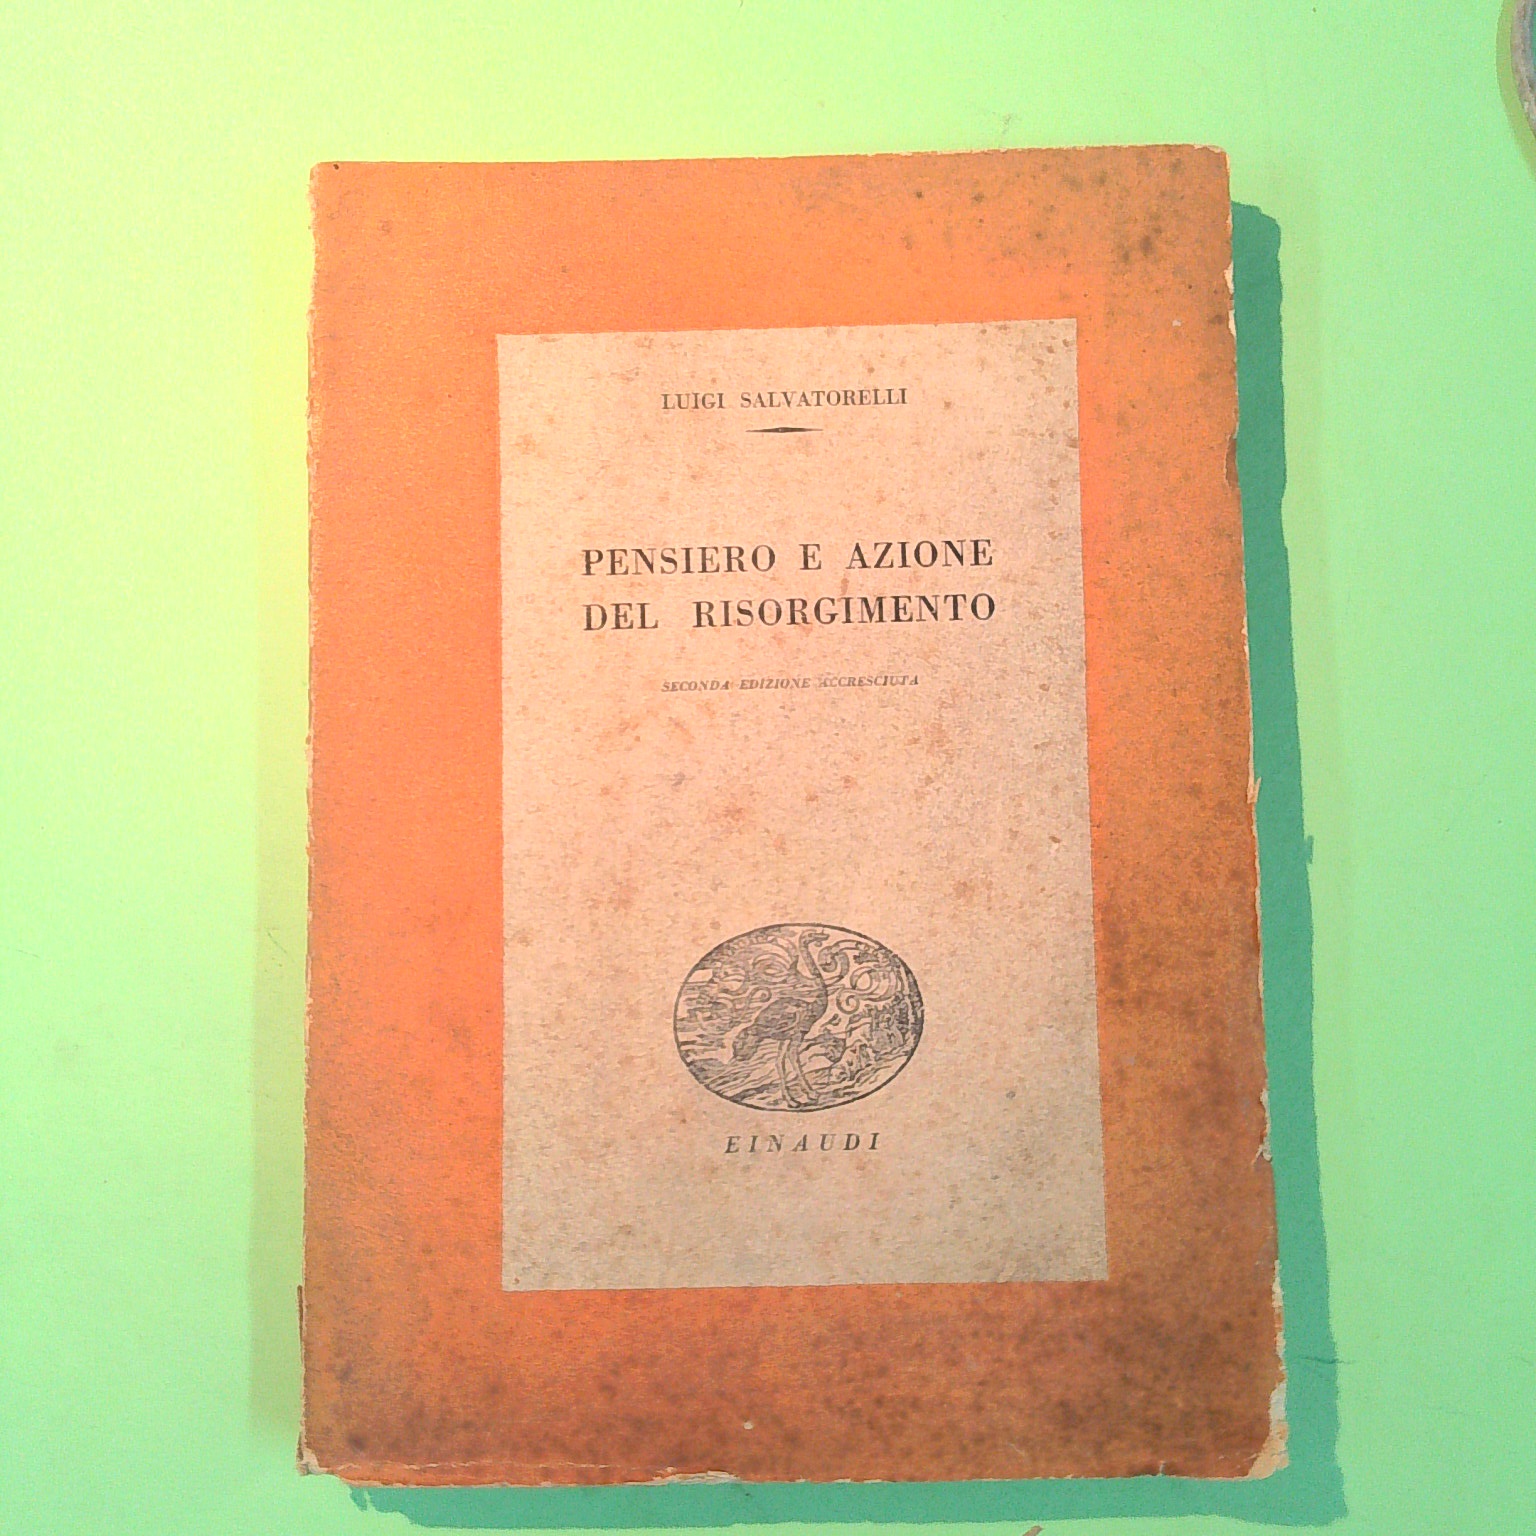 LUIGI SALVATORELLI
PENSIERO E AZIONE
DEL RISORGIMENTO
SECONDA EDIZIONE ACCRESCIUTA
EINAUDI